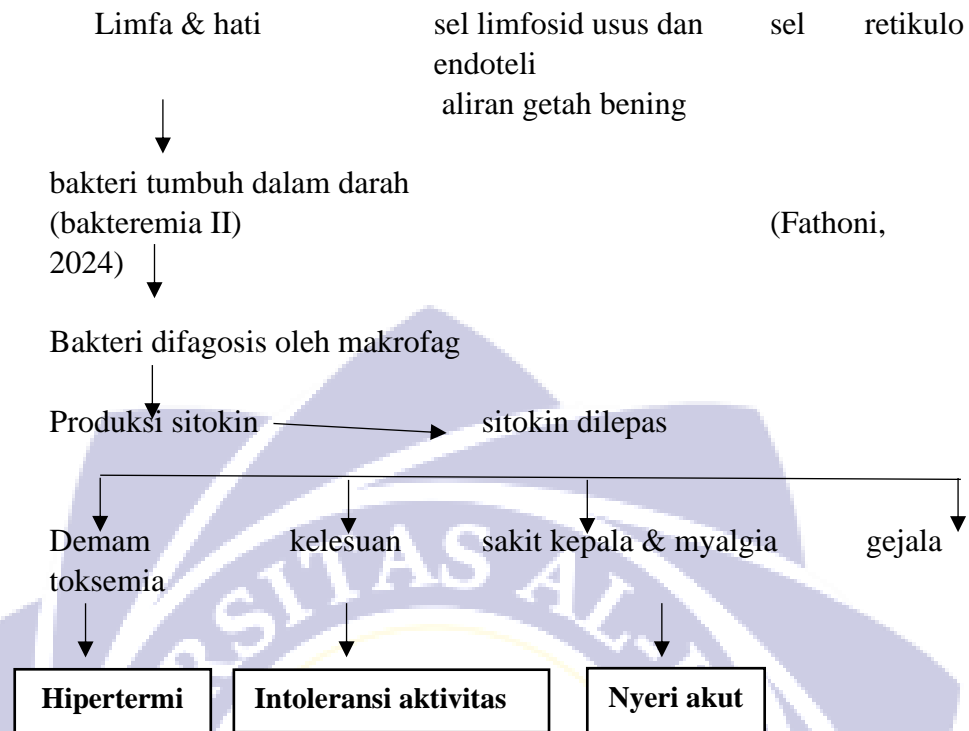 Limfa & hati sel limfosid usus dan sel retikulo
endoteli
aliran getah bening
bakteri tumbuh dalam darah
(bakteremia II) (Fathoni,
2024)
Bakteri difagosis oleh makrofag
Produksi sitokin sitokin dilepas
Demam kelesuan sakit kepala & myalgia gejala
toksemia
Hipertermi Intoleransi aktivitas Nyeri akut